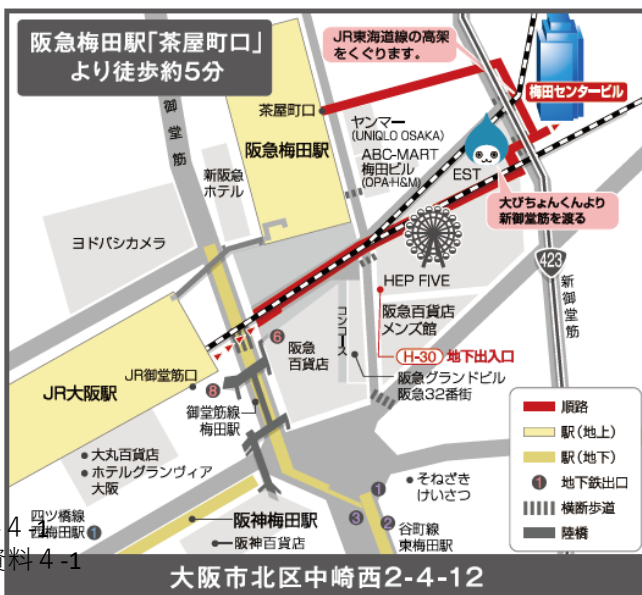 阪急梅田駅「茶屋町口」
より徒歩約5分
JR東海道線の高架
をくぐります。
梅田センタービル
新御堂筋
茶屋町口
阪急梅田駅
ヤンマー
(UNIQLO OSAKA)
ABC-MART
梅田ビル
(OPA・H&M)
EST
新阪急
ホテル
大びちょんくんより
新御堂筋を渡る
ヨドバシカメラ
HEP FIVE
423
新御堂筋
阪急百貨店
メンズ館
コンコース
H-30 地下出入口
6
阪急
百貨店
阪急グランドビル
阪急32番街
JR御堂筋口
8
JR大阪駅
御堂筋線
梅田駅
大丸百貨店
ホテルグランヴィア
大阪
そねざき
けいさつ
1
2
3
谷町線
東梅田駅
四ツ橋線
西梅田駅 1
阪神梅田駅
阪神百貨店
4-1
資料4-1
順路
駅(地上)
駅(地下)
1 地下鉄出口
横断歩道
陸橋
大阪市北区中崎西2-4-12